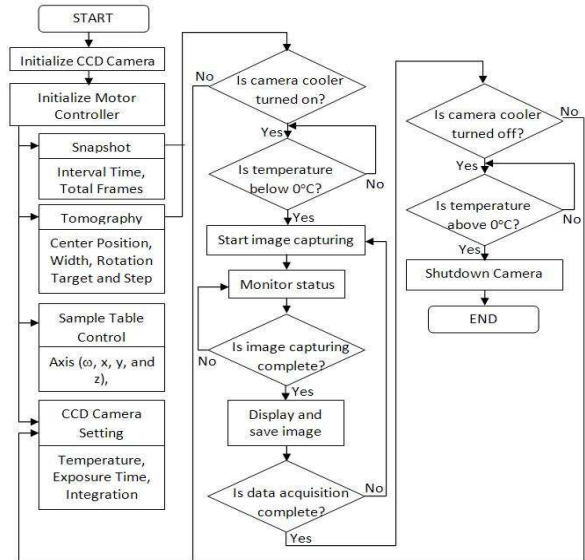 START
Initialize CCD Camera
Initialize Motor
Controller
Snapshot
Interval Time,
Total Frames
Tomography
Center Position,
Width, Rotation
Target and Step
Sample Table
Control
Axis (ω, x, y, and
z),
CCD Camera
Setting
Temperature,
Exposure Time,
Integration
No
Is camera cooler
turned on?
Yes
Is temperature
below 0°C?
No
Yes
Start image capturing
Monitor status
Is image capturing
complete?
No
Yes
Display and
save image
Is data acquisition
complete?
No
Yes
Is camera cooler
turned off?
No
Yes
Is temperature
above 0°C?
No
Yes
Shutdown Camera
END